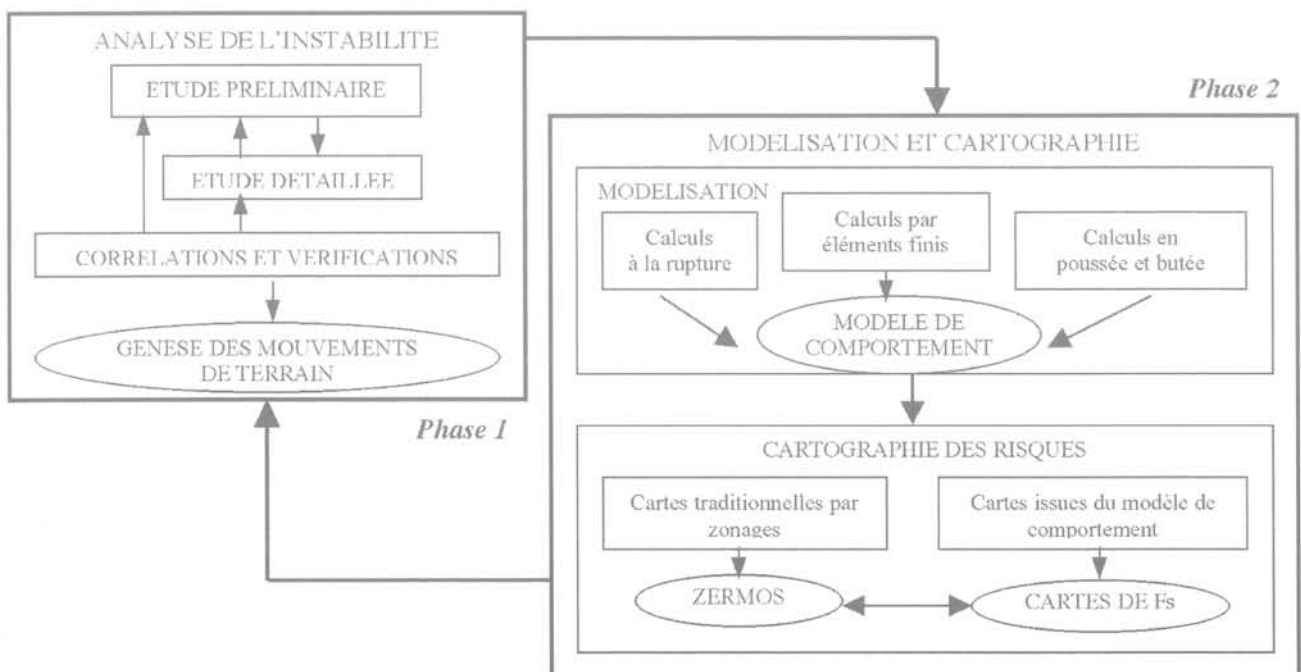 ANALYSE DE L'INSTABILITE
ETUDE PRELIMINAIRE
ETUDE DETAILLEE
CORRELATIONS ET VERIFICATIONS
GENESE DES MOUVEMENTS
DE TERRAIN
Phase 1
Phase 2
MODELISATION ET CARTOGRAPHIE
MODELISATION
Calculs
à la rupture
Calculs par
éléments finis
Calculs en
poussée et butée
MODELE DE
COMPORTEMENT
CARTOGRAPHIE DES RISQUES
Cartes traditionnelles par
zonages
Cartes issues du modèle de
comportement
ZERMOS
CARTES DE Fs